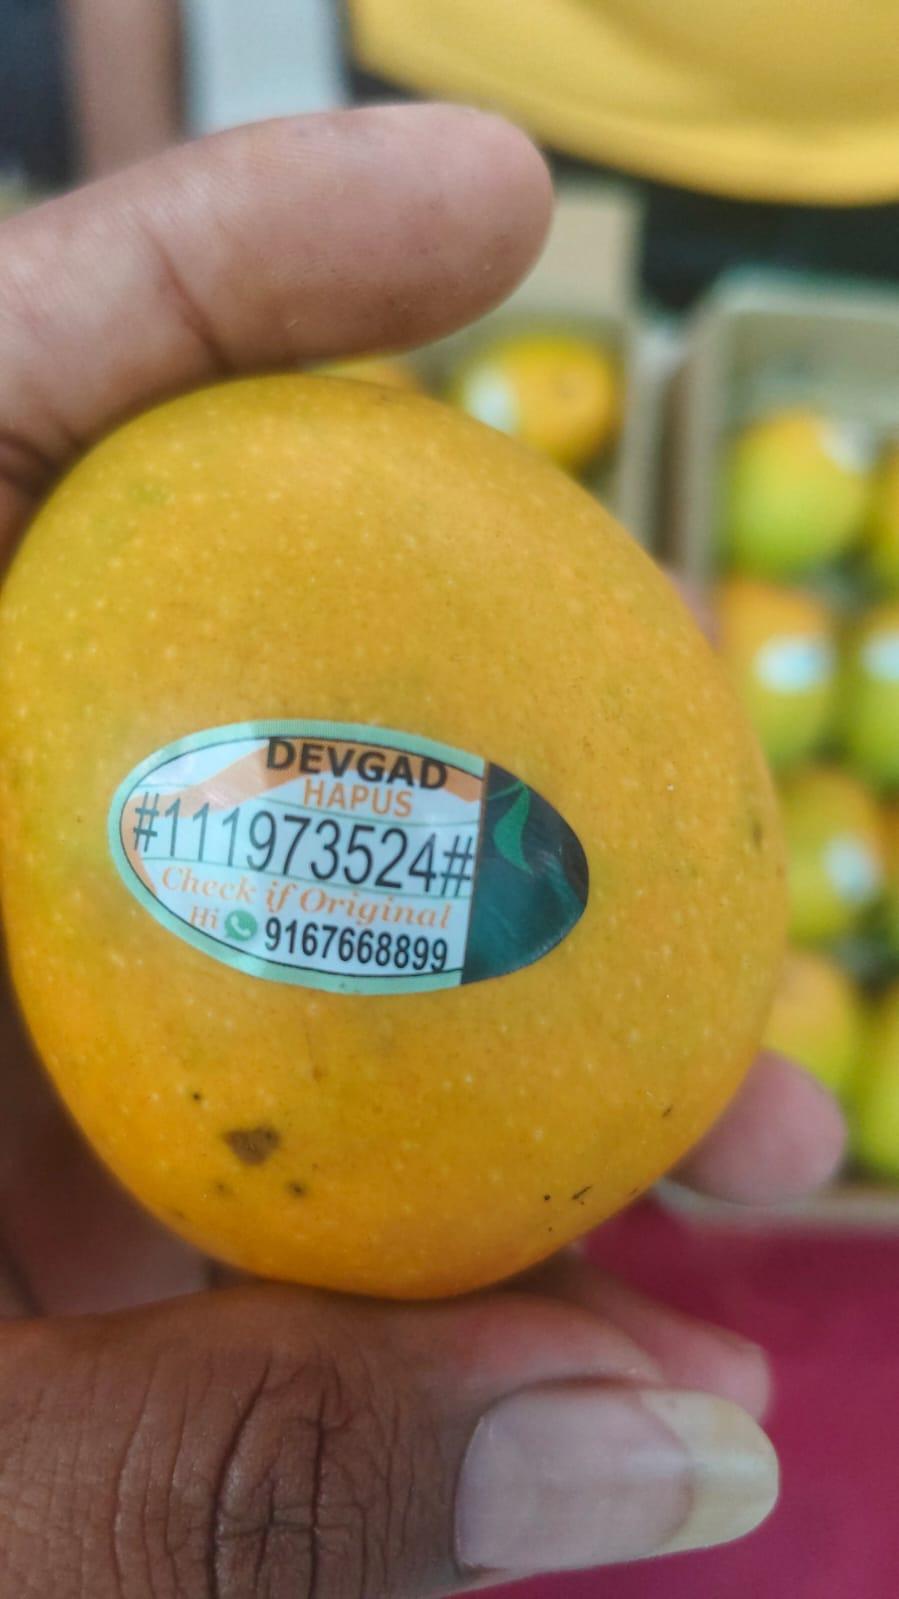 DEVGAD
HAPUS
#111973524#
Check if Original
Hi 9167668899